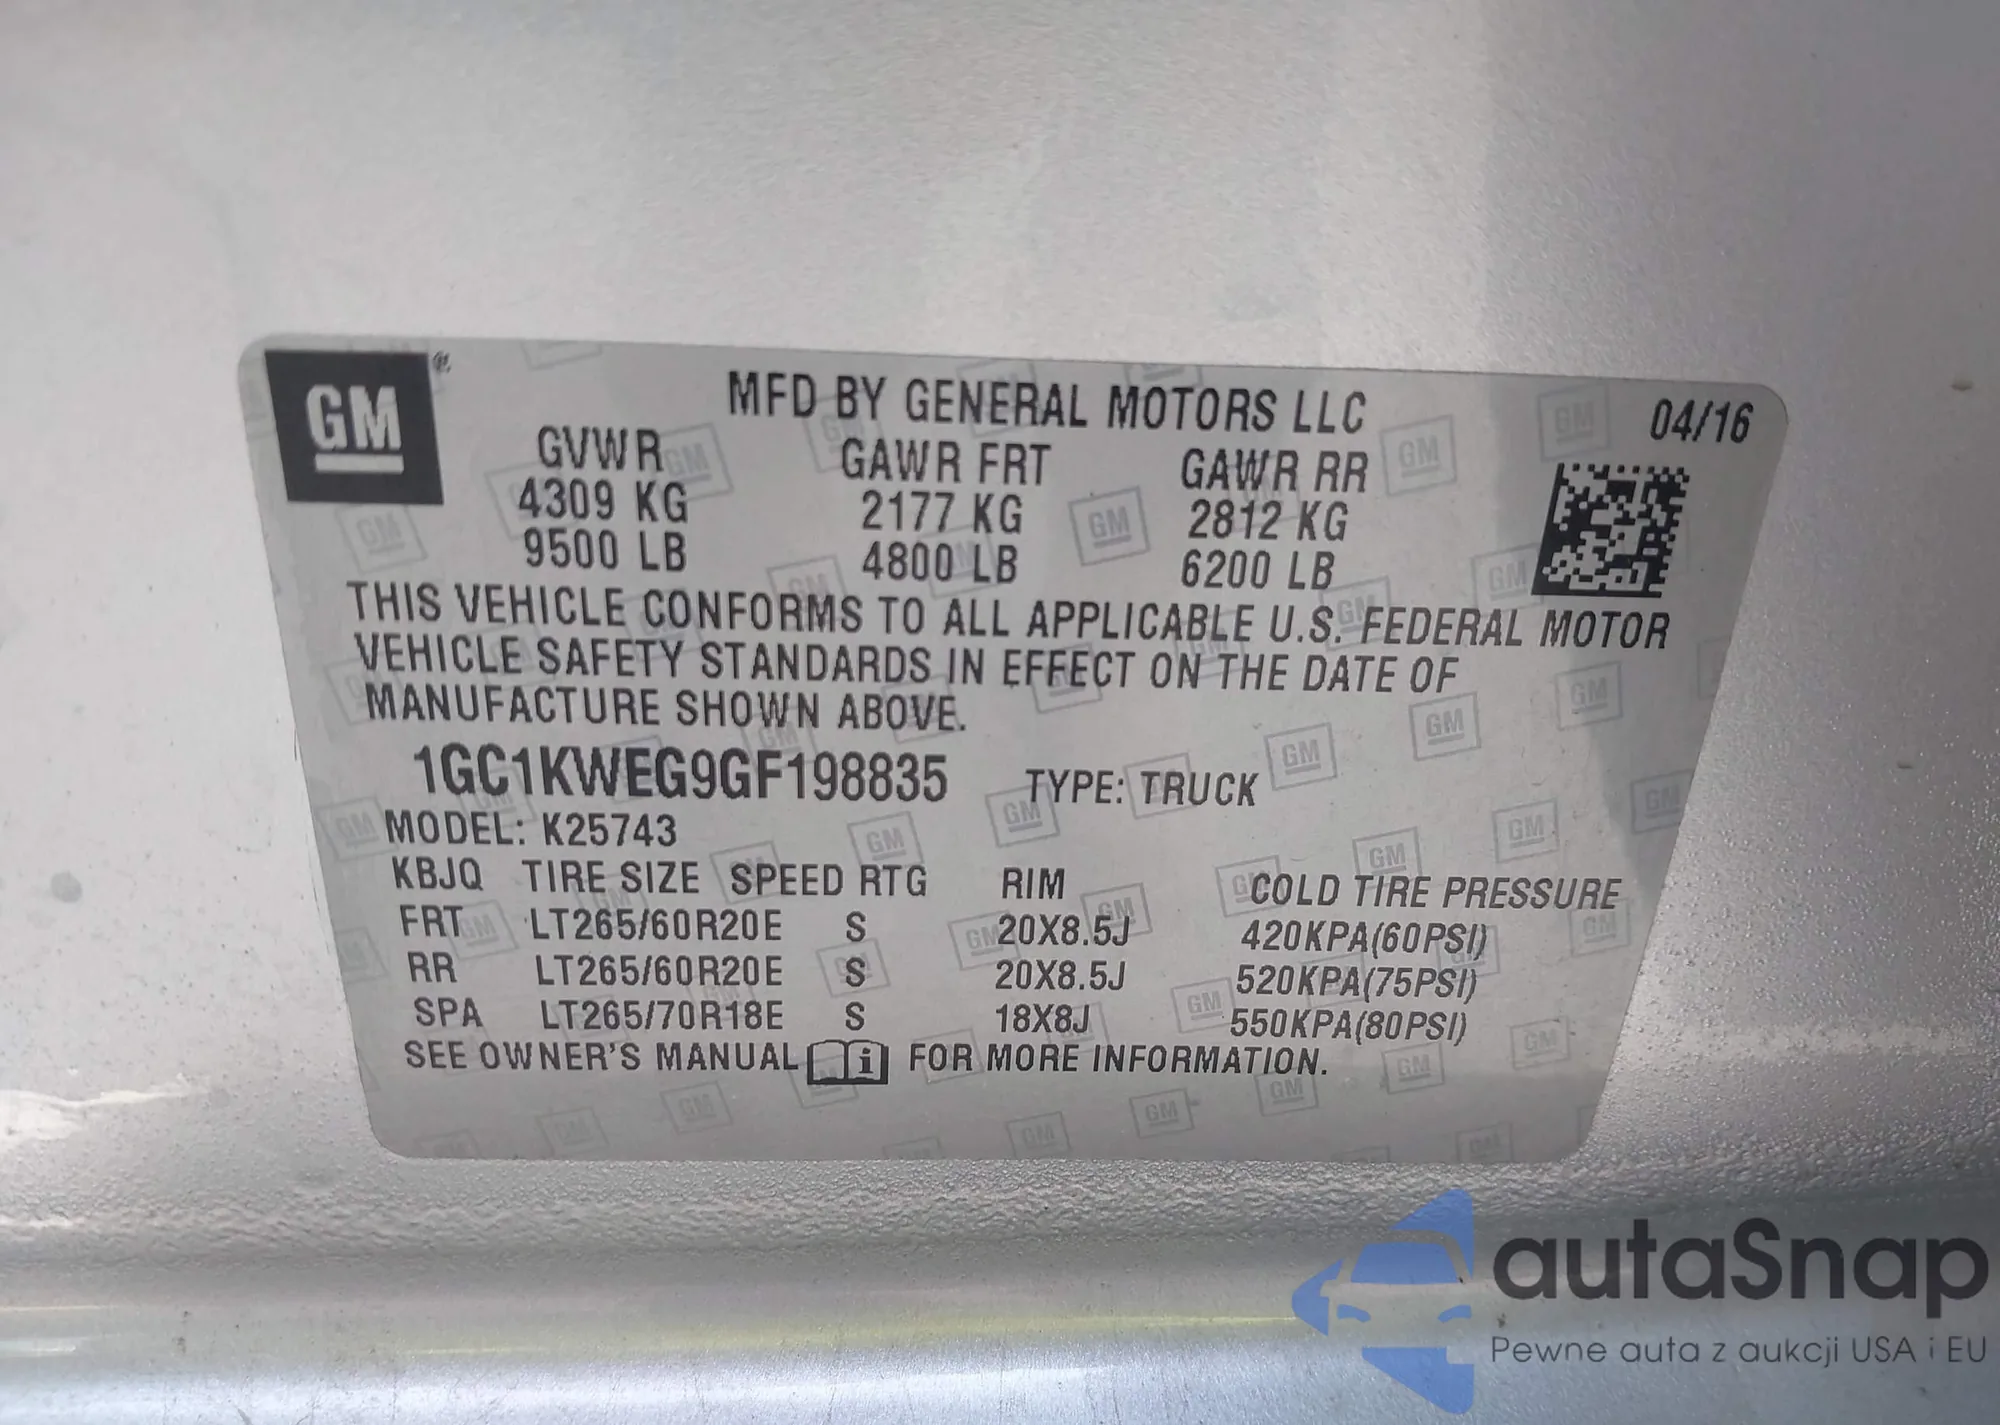 GM ®
MFD BY GENERAL MOTORS LLC 04/16
GVWR GAWR FRT GAWR RR
4309 KG 2177 KG 2812 KG
9500 LB 4800 LB 6200 LB
THIS VEHICLE CONFORMS TO ALL APPLICABLE U.S. FEDERAL MOTOR
VEHICLE SAFETY STANDARDS IN EFFECT ON THE DATE OF
MANUFACTURE SHOWN ABOVE.
1GC1KWEG9GF198835 TYPE: TRUCK
MODEL: K25743
KBJQ TIRE SIZE SPEED RTG RIM COLD TIRE PRESSURE
FRT LT265/60R20E S 20X8.5J 420KPA(60PSI)
RR LT265/60R20E S 20X8.5J 520KPA(75PSI)
SPA LT265/70R18E S 18X8J 550KPA(80PSI)
SEE OWNER'S MANUAL i FOR MORE INFORMATION.
autaSnap
Pewne auta z aukcji USA i EU